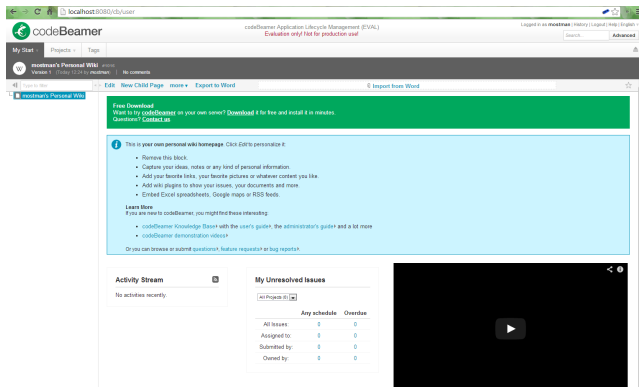 localhost:8080/cb/user
codeBeamer
codeBeamer Application Lifecycle Management (EVAL)
Evaluation only! Not for production use!
Logged in as mostman | History | Logout | Help | English
Search...
Advanced
My Start
Projects
Tags
W
mostman's Personal Wiki
Version 1 (Today 12:24 by mostman) | No comments
Type to filter
Edit New Child Page more Export to Word
Import from Word
mostman's Personal Wiki
Free Download
Want to try codeBeamer on your own server? Download it for free and install it in minutes.
Questions? Contact us.
This is your own personal wiki homepage. Click Edit to personalize it:
• Remove this block.
• Capture your ideas, notes or any kind of personal information.
• Add your favorite links, your favorite pictures or whatever content you like.
• Add wiki plugins to show your issues, your documents and more.
• Embed Excel spreadsheets, Google maps or RSS feeds.
Learn More
If you are new to codeBeamer, you might find these interesting:
• codeBeamer Knowledge Base with the user's guide, the administrator's guide and a lot more
• codeBeamer demonstration videos
Or you can browse or submit questions, feature requests or bug reports.
Activity Stream
No activities recently.
My Unresolved Issues
All Projects (6)
Any schedule Overdue
All Issues: 0 0
Assigned to: 0 0
Submitted by: 0 0
Owned by: 0 0